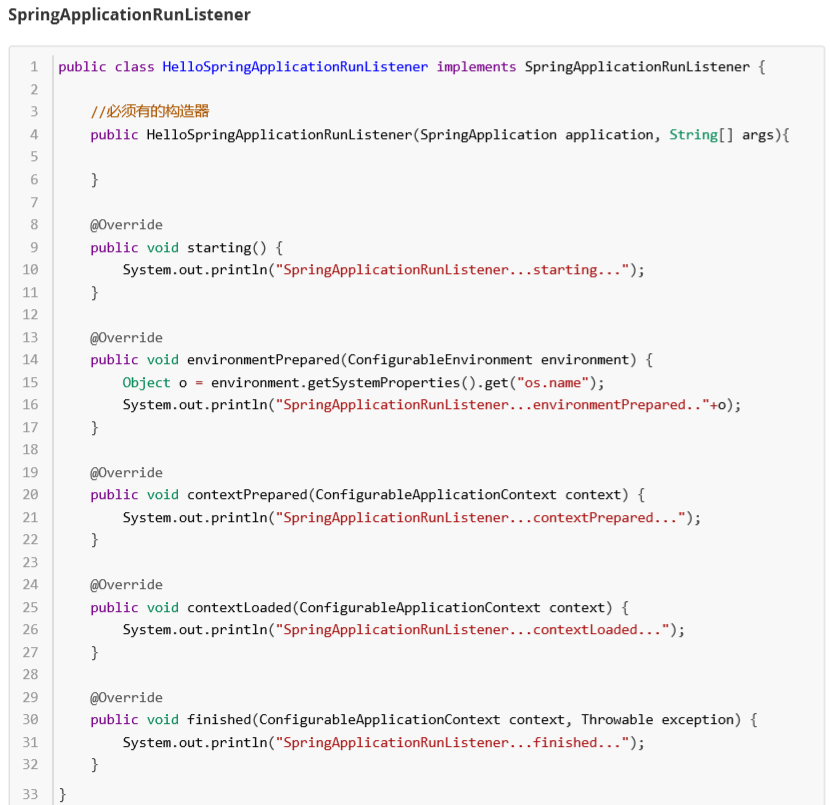 SpringApplicationRunListener
1 public class HelloSpringApplicationRunListener implements SpringApplicationRunListener {
2
3     //必须有的构造器
4     public HelloSpringApplicationRunListener(SpringApplication application, String[] args){
5
6     }
7
8     @Override
9     public void starting() {
10         System.out.println("SpringApplicationRunListener...starting...");
11     }
12
13     @Override
14     public void environmentPrepared(ConfigurableEnvironment environment) {
15         Object o = environment.getSystemProperties().get("os.name");
16         System.out.println("SpringApplicationRunListener...environmentPrepared.."+o);
17     }
18
19     @Override
20     public void contextPrepared(ConfigurableApplicationContext context) {
21         System.out.println("SpringApplicationRunListener...contextPrepared...");
22     }
23
24     @Override
25     public void contextLoaded(ConfigurableApplicationContext context) {
26         System.out.println("SpringApplicationRunListener...contextLoaded...");
27     }
28
29     @Override
30     public void finished(ConfigurableApplicationContext context, Throwable exception) {
31         System.out.println("SpringApplicationRunListener...finished...");
32     }
33 }